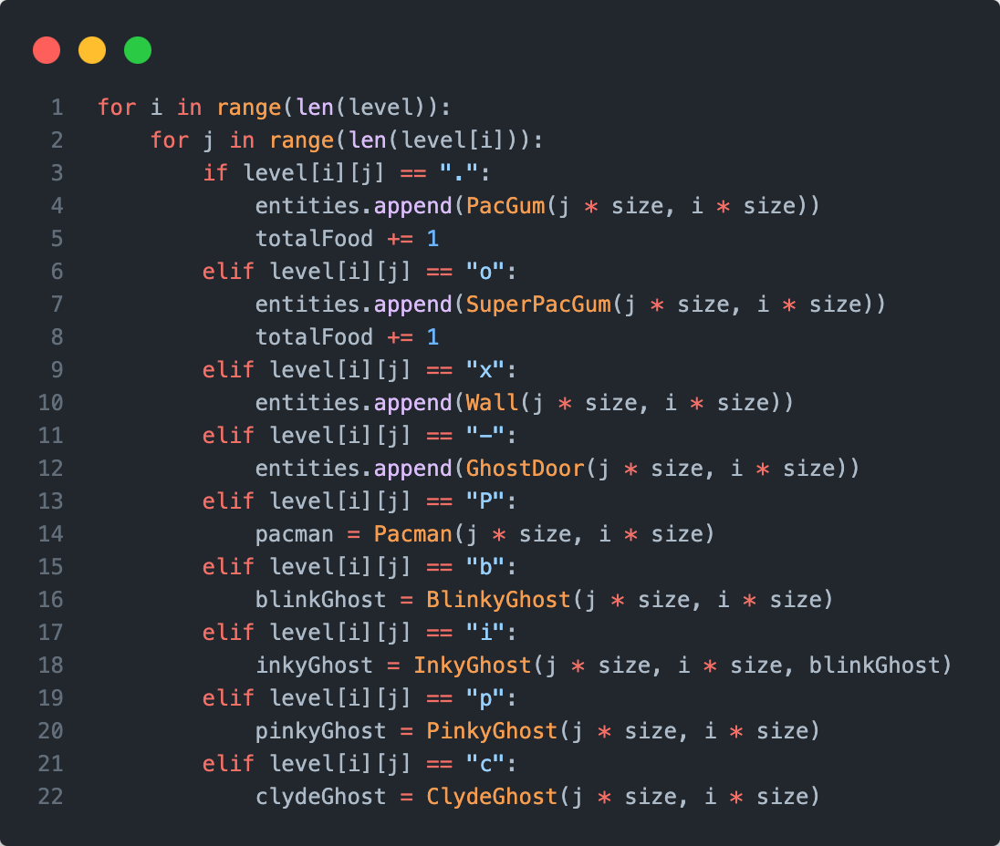 1 for i in range(len(level)):
2     for j in range(len(level[i])):
3         if level[i][j] == ".":
4             entities.append(PacGum(j * size, i * size))
5             totalFood += 1
6         elif level[i][j] == "o":
7             entities.append(SuperPacGum(j * size, i * size))
8             totalFood += 1
9         elif level[i][j] == "x":
10             entities.append(Wall(j * size, i * size))
11         elif level[i][j] == "-":
12             entities.append(GhostDoor(j * size, i * size))
13         elif level[i][j] == "P":
14             pacman = Pacman(j * size, i * size)
15         elif level[i][j] == "b":
16             blinkGhost = BlinkyGhost(j * size, i * size)
17         elif level[i][j] == "i":
18             inkyGhost = InkyGhost(j * size, i * size, blinkGhost)
19         elif level[i][j] == "p":
20             pinkyGhost = PinkyGhost(j * size, i * size)
21         elif level[i][j] == "c":
22             clydeGhost = ClydeGhost(j * size, i * size)